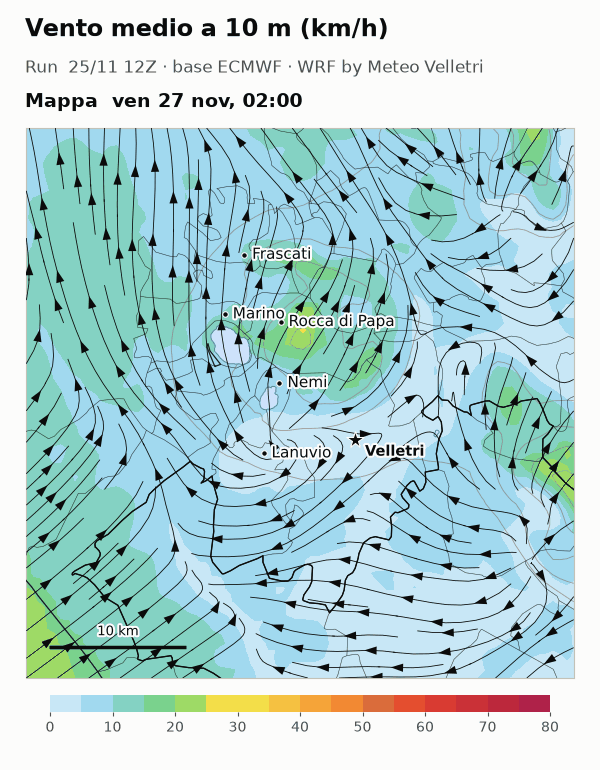 Vento medio a 10 m (km/h)
Run  25/11 12Z · base ECMWF · WRF by Meteo Velletri
Mappa  ven 27 nov, 02:00
Frascati
Marino
Rocca di Papa
Nemi
Velletri
Lanuvio
10 km
0 10 20 30 40 50 60 70 80